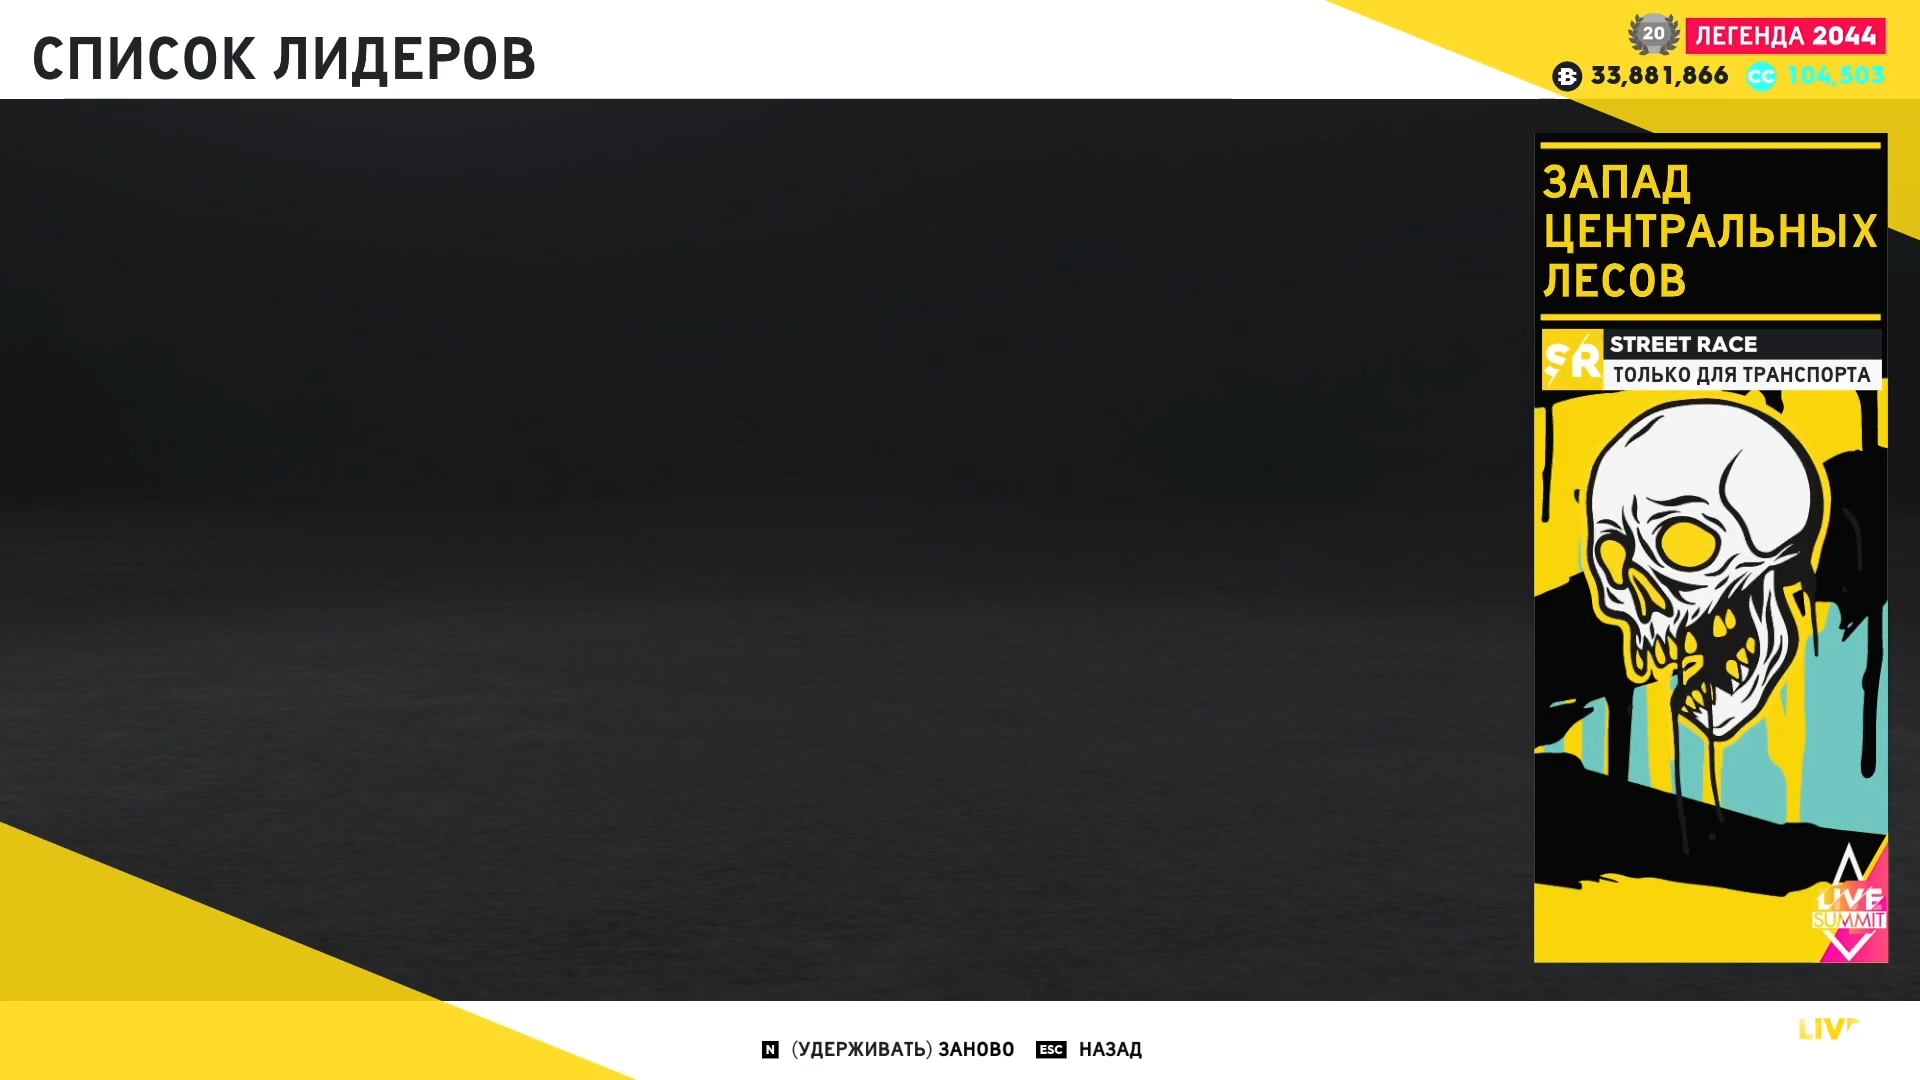 СПИСОК ЛИДЕРОВ
20
ЛЕГЕНДА 2044
33,881,866
CC 104,503
ЗАПАД
ЦЕНТРАЛЬНЫХ
ЛЕСОВ
SR
STREET RACE
ТОЛЬКО ДЛЯ ТРАНСПОРТА
LIVE
SUMMIT
N (УДЕРЖИВАТЬ) ЗАНОВО ESC НАЗАД